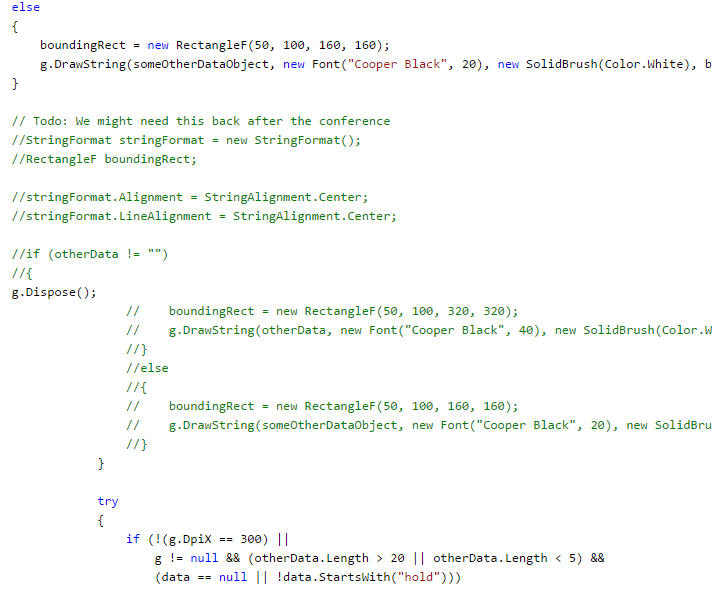 else
{
    boundingRect = new RectangleF(50, 100, 160, 160);
    g.DrawString(someOtherDataObject, new Font("Cooper Black", 20), new SolidBrush(Color.White), b
}

// Todo: We might need this back after the conference
//StringFormat stringFormat = new StringFormat();
//RectangleF boundingRect;

//stringFormat.Alignment = StringAlignment.Center;
//stringFormat.LineAlignment = StringAlignment.Center;

//if (otherData != "")
//{
g.Dispose();
                //    boundingRect = new RectangleF(50, 100, 320, 320);
                //    g.DrawString(otherData, new Font("Cooper Black", 40), new SolidBrush(Color.W
                //}
                //else
                //{
                //    boundingRect = new RectangleF(50, 100, 160, 160);
                //    g.DrawString(someOtherDataObject, new Font("Cooper Black", 20), new SolidBru
                //}
            }

            try
            {
                if (!(g.DpiX == 300) ||
                    g != null && (otherData.Length > 20 || otherData.Length < 5) &&
                    (data == null || !data.StartsWith("hold")))